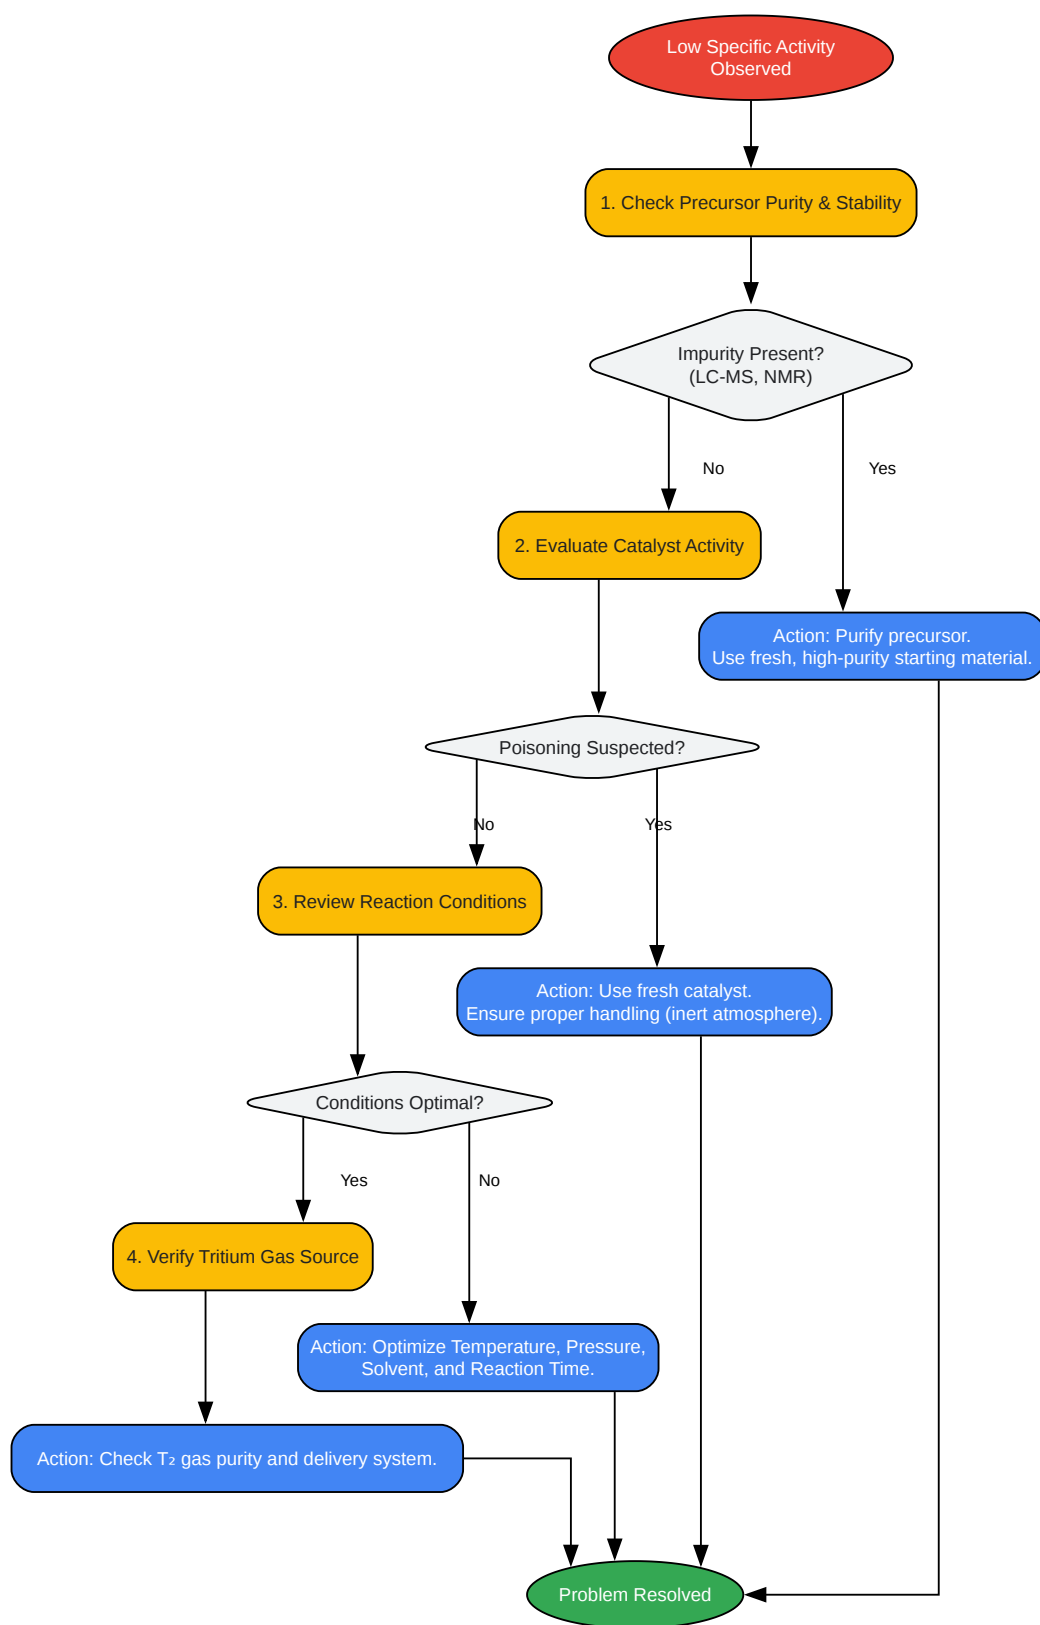 Low Specific Activity
Observed
1. Check Precursor Purity & Stability
Impurity Present?
(LC-MS, NMR)
No
Yes
2. Evaluate Catalyst Activity
Action: Purify precursor.
Use fresh, high-purity starting material.
Poisoning Suspected?
No
Yes
3. Review Reaction Conditions
Action: Use fresh catalyst.
Ensure proper handling (inert atmosphere).
Conditions Optimal?
Yes
No
4. Verify Tritium Gas Source
Action: Optimize Temperature, Pressure,
Solvent, and Reaction Time.
Action: Check T₂ gas purity and delivery system.
Problem Resolved